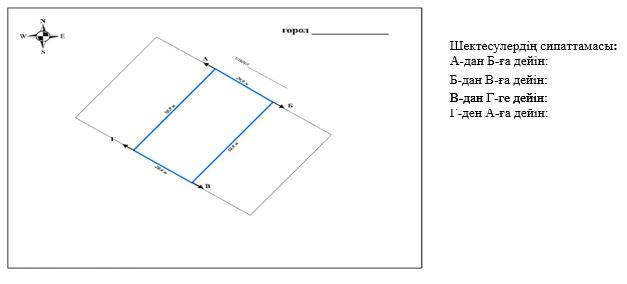 N
W E
S
город
А
Б
Г
В
Шектесулердің сипаттамасы:
А-дан Б-ға дейін:
Б-дан В-ға дейін:
В-дан Г-ге дейін:
Г-ден А-ға дейін: